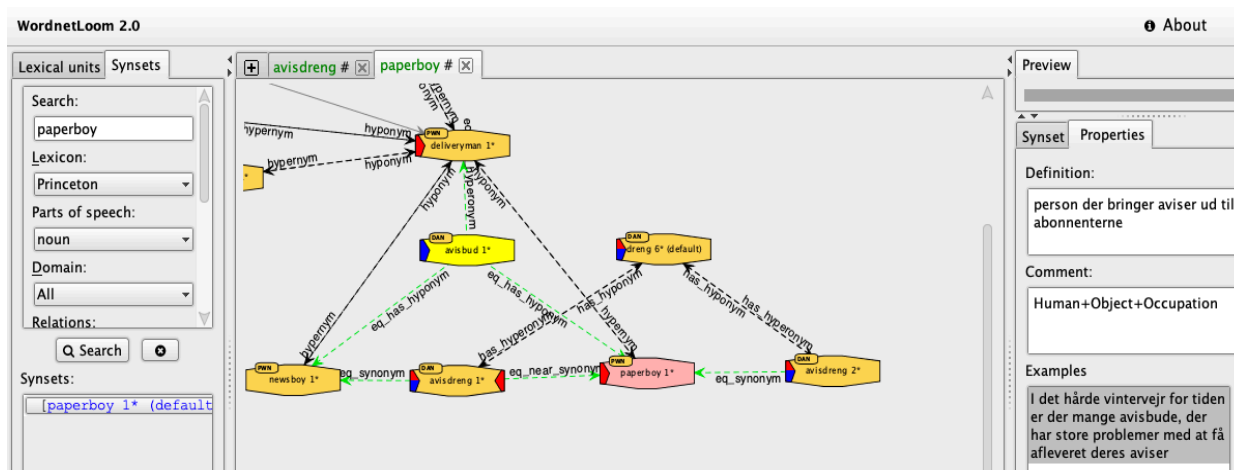 WordnetLoom 2.0
About
Lexical units
Synsets
avisdreng #
paperboy #
Preview
Search:
paperboy
Lexicon:
Princeton
Parts of speech:
noun
Domain:
All
Relations:
Search
Synsets:
[paperboy 1* (default
hypernym
hyponym
eq
PWN
deliveryman 1*
hypernym
hyponym
hypernym
hyponym
hyperonym
hyponym
DAN
avisbud 1*
DAN
dreng 6* (default)
eq_has_hyponym
eq_has_hyponym
has_hyponym
has_hyponym
has_hyperonym
has_hyperonym
hypernym
hypernym
PWN
newsboy 1*
eq_synonym
DAN
avisdreng 1*
eq_near_synonym
PWN
paperboy 1*
eq_synonym
DAN
avisdreng 2*
Synset
Properties
Definition:
person der bringer aviser ud til
abonnenterne
Comment:
Human+Object+Occupation
Examples
I det hårde vintervejr for tiden
er der mange avisbude, der
har store problemer med at få
afleveret deres aviser